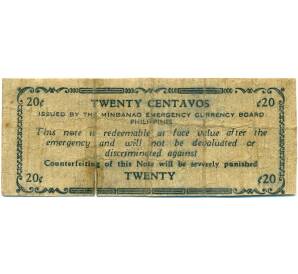 20¢ TWENTY CENTAVOS ¢20
ISSUED BY THE MINDANAO EMERGENCY CURRENCY BOARD
PHILIPPINES
This note is redeemable at face value after the
emergency and will not be devaluated or
discriminated against
Counterfeiting of this Note will be severely punished
20¢ TWENTY ¢20